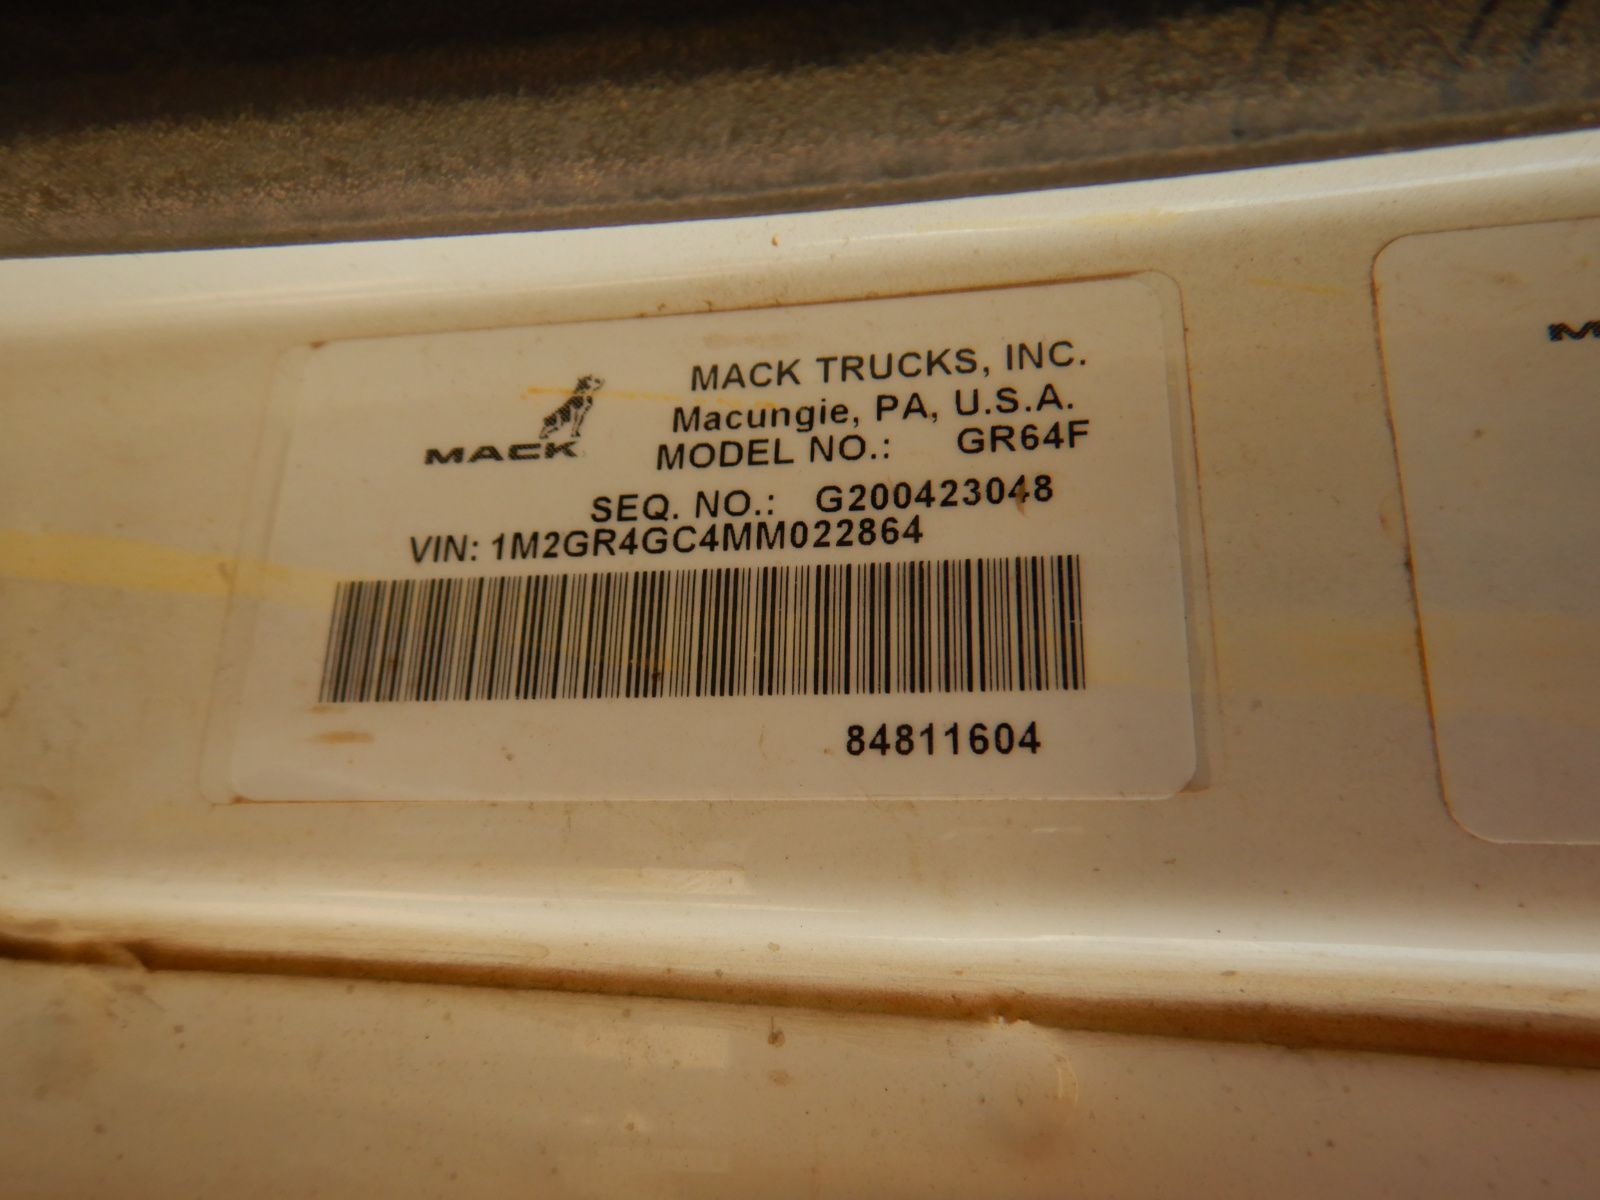 MACK
MACK TRUCKS, INC.
Macungie, PA, U.S.A.
MODEL NO.: GR64F
SEQ. NO.: G200423048
VIN: 1M2GR4GC4MM022864
84811604